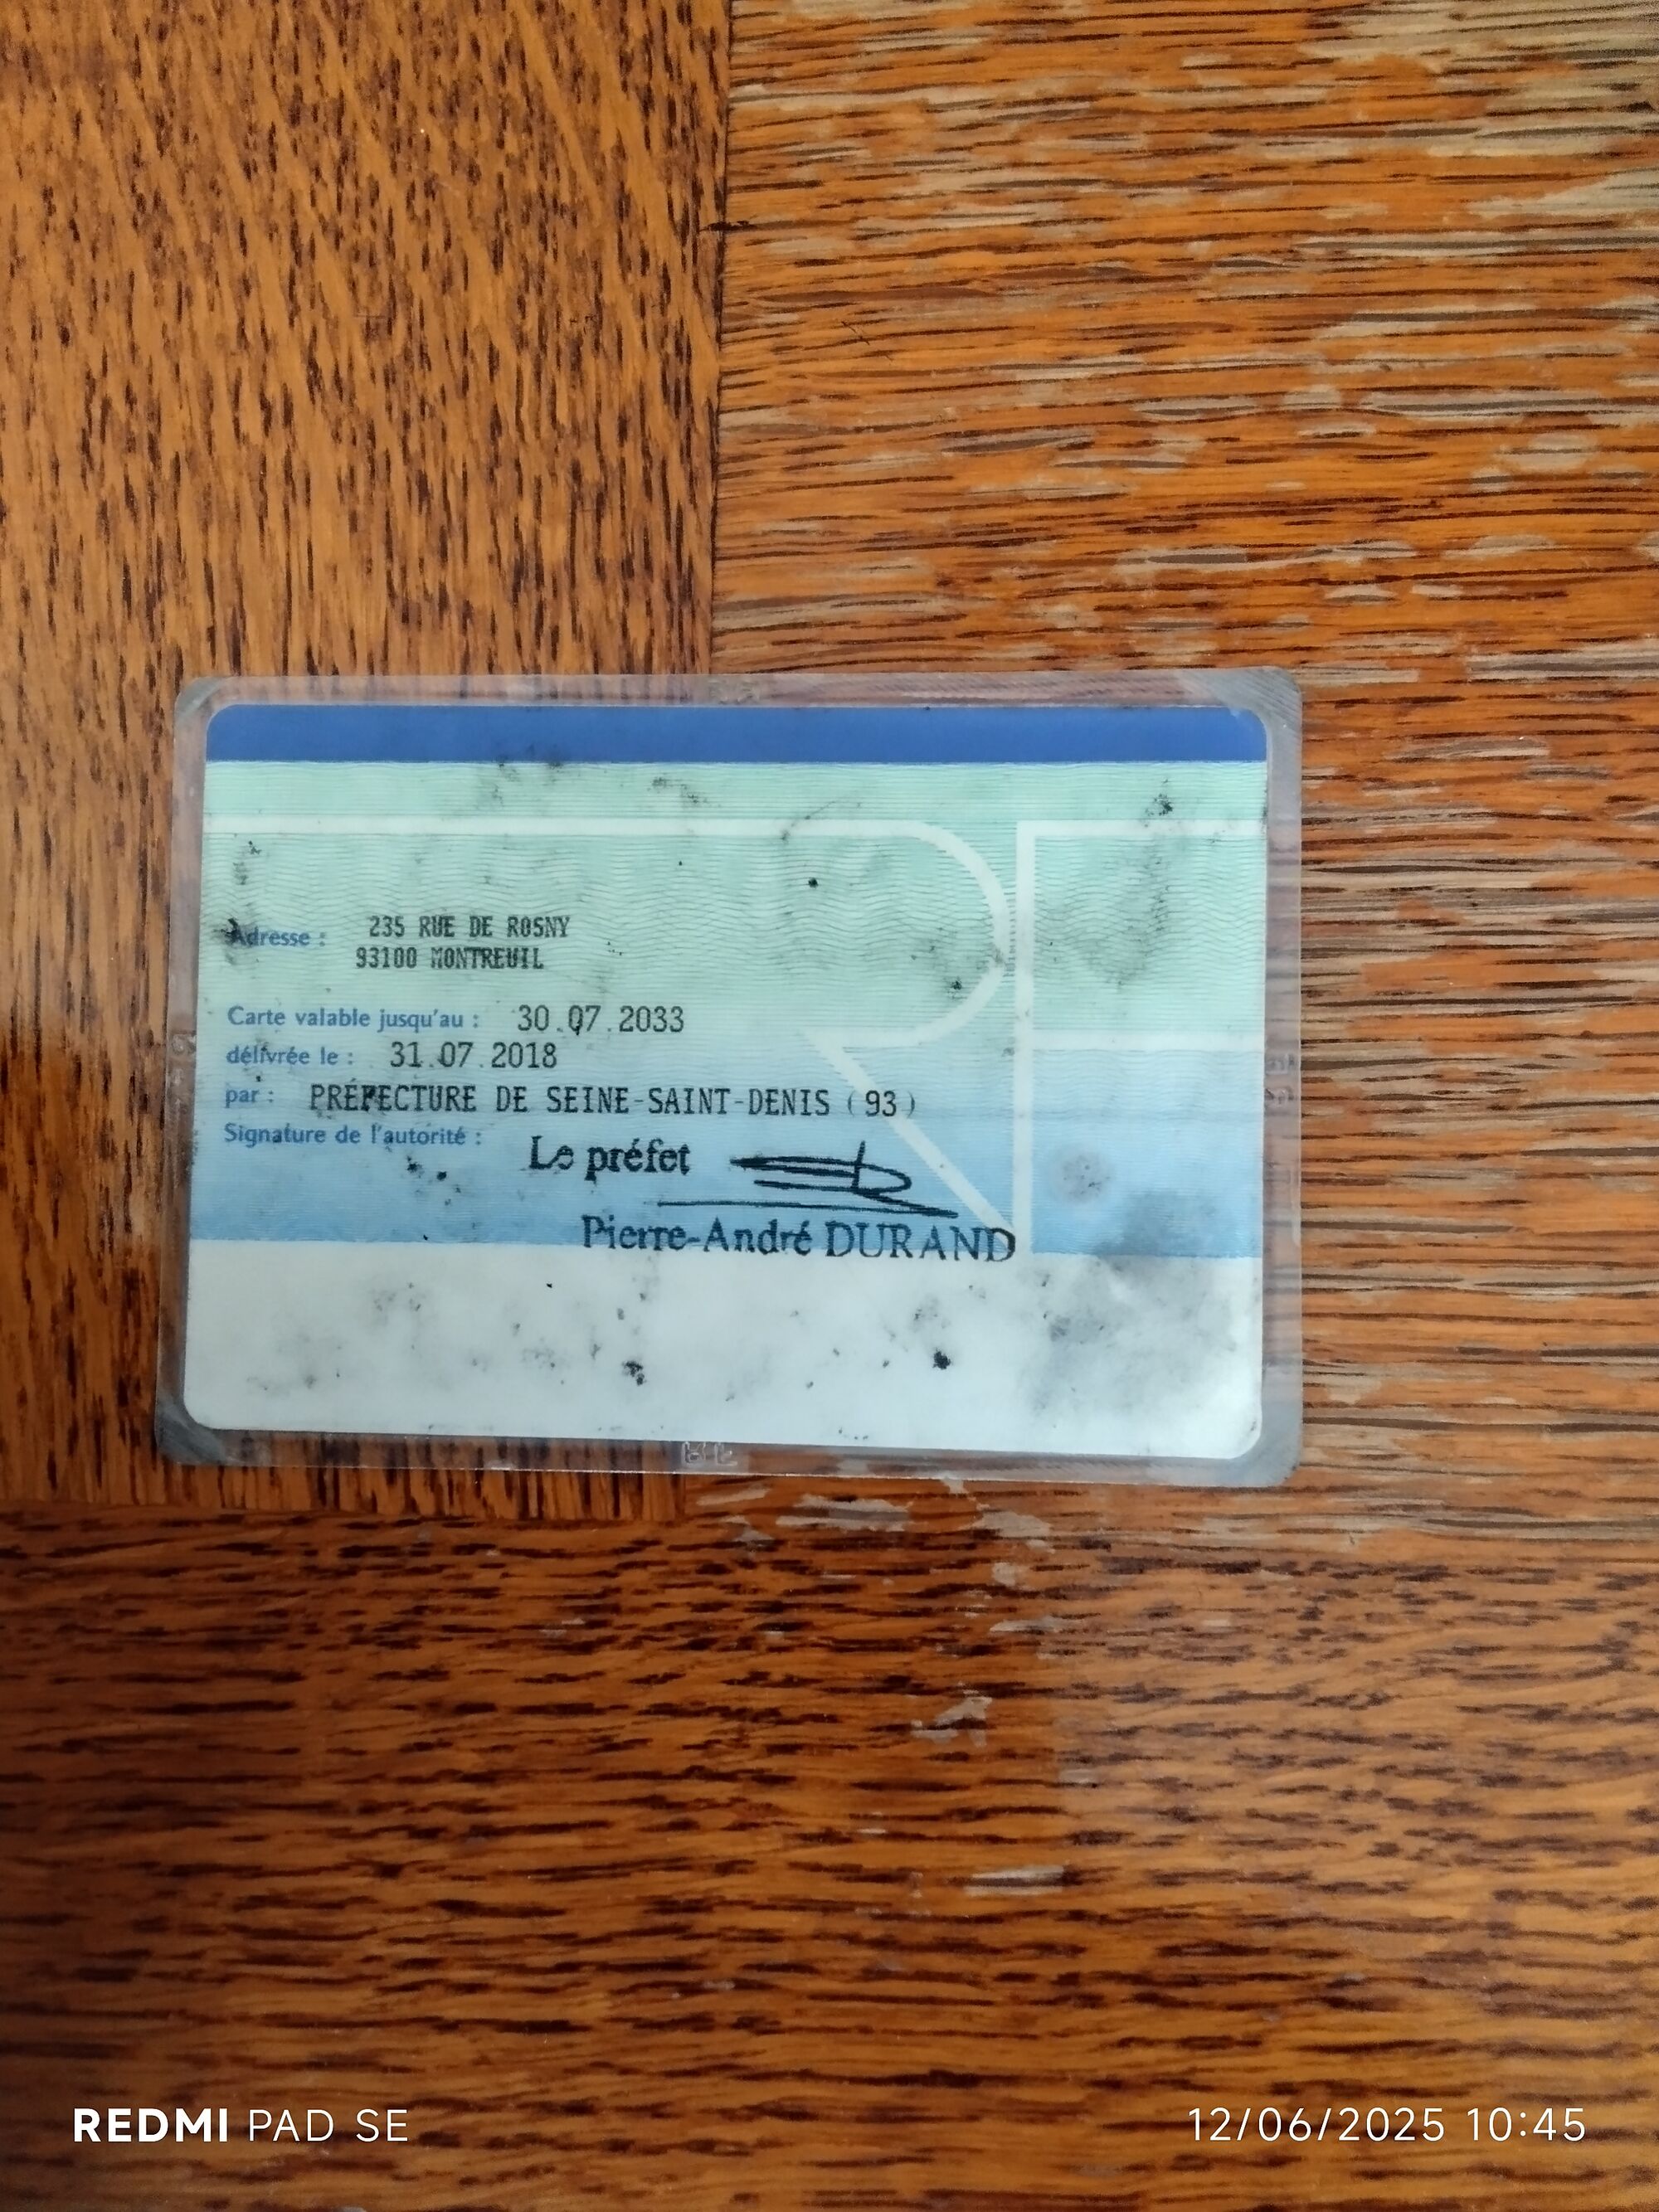 Adresse : 235 RUE DE ROSNY
93100 MONTREUIL
Carte valable jusqu'au : 30.07.2033
délivrée le : 31.07.2018
par : PRÉFECTURE DE SEINE-SAINT-DENIS (93)
Signature de l'autorité :
Le préfet
Pierre-André DURAND
REDMI PAD SE
12/06/2025 10:45